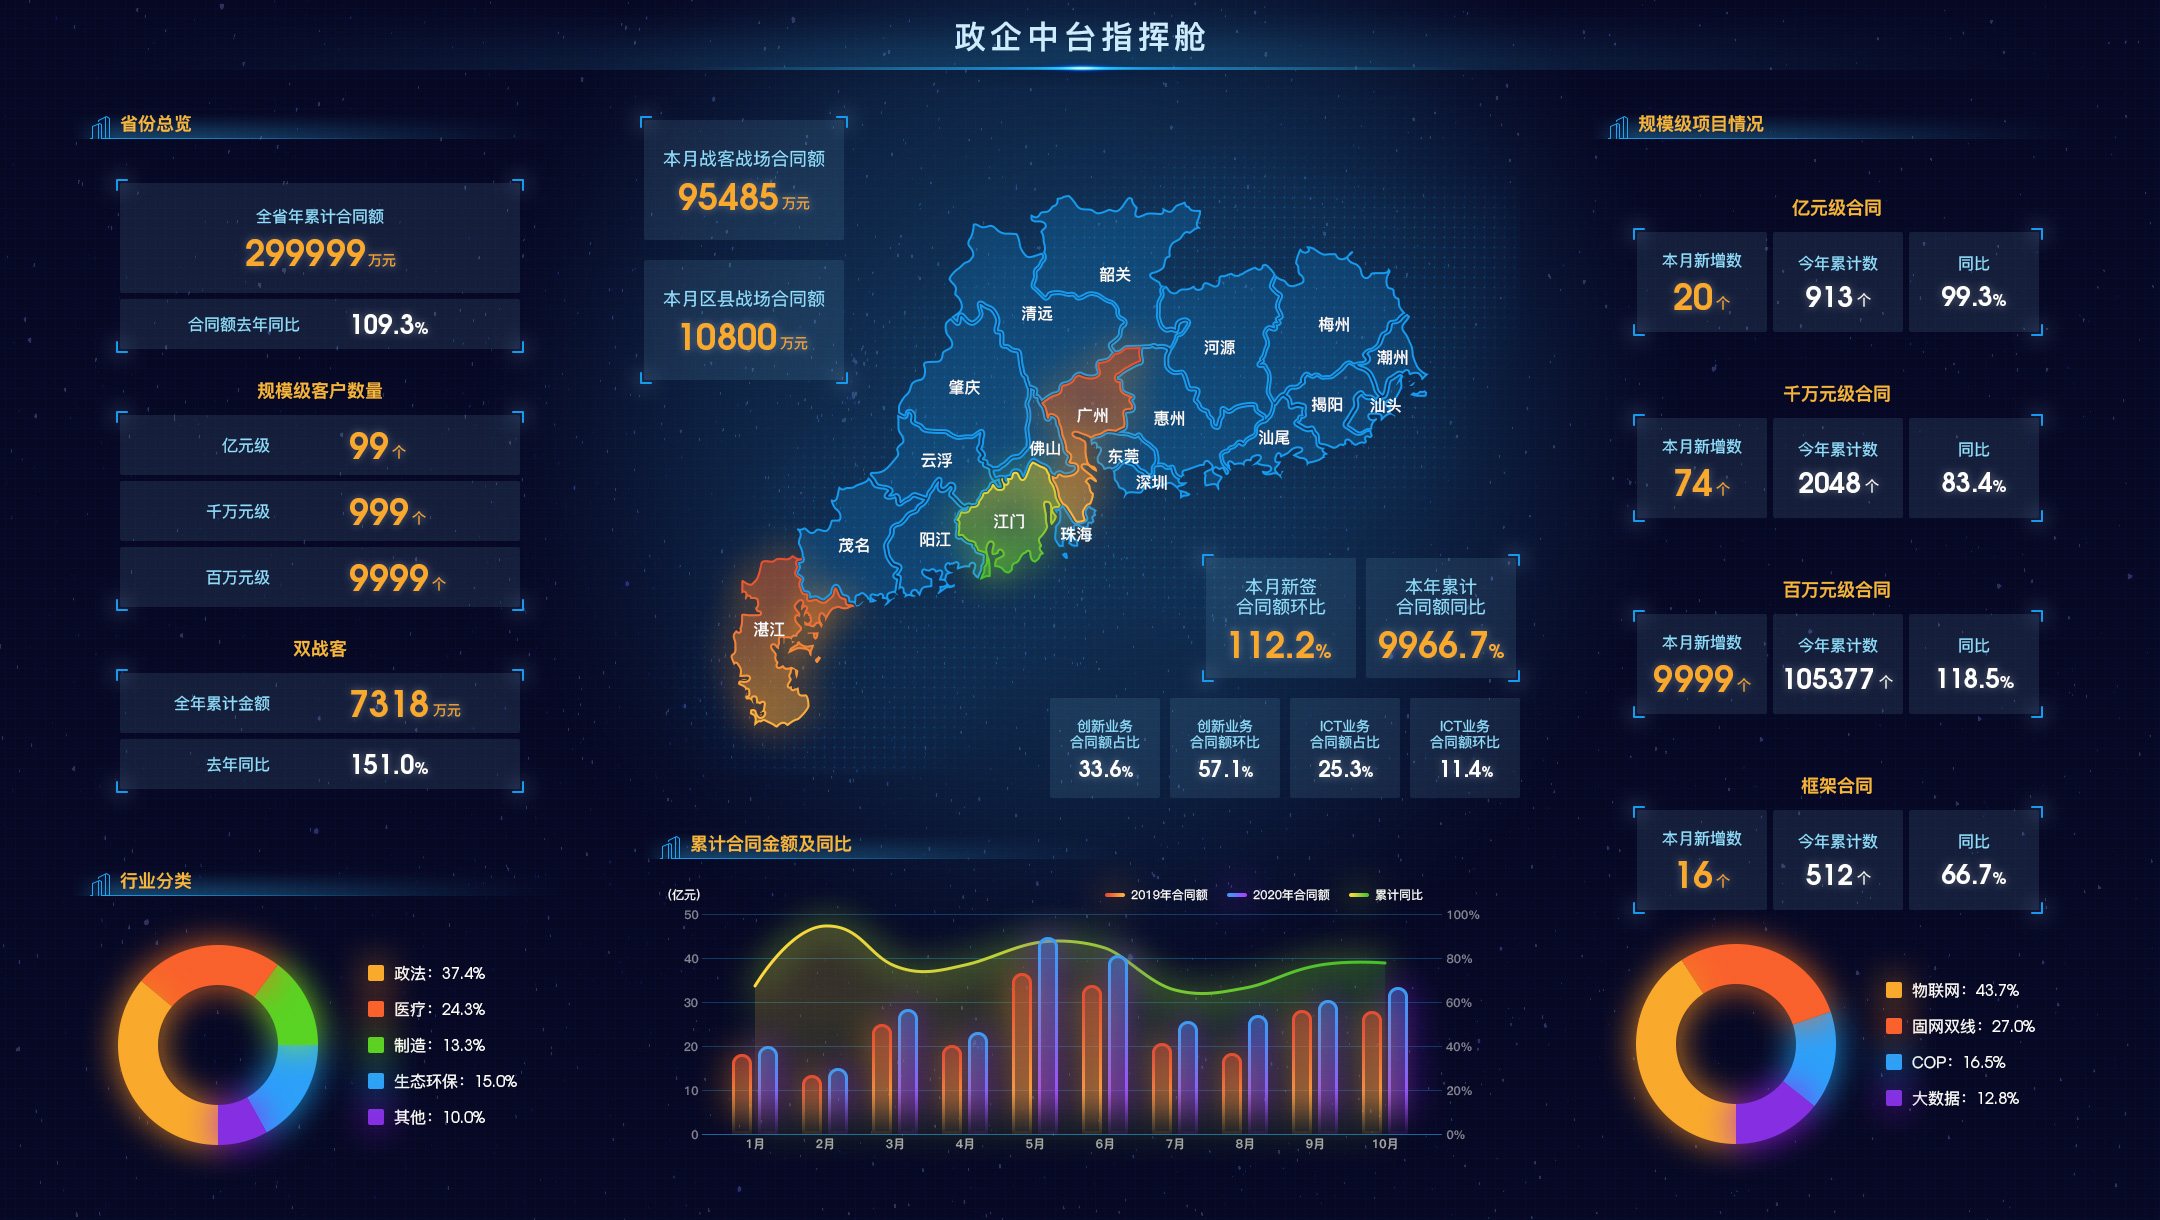 政企中台指挥舱
省份总览
全省年累计合同额
299999万元
合同额去年同比 109.3%
规模级客户数量
亿元级 99个
千万元级 999个
百万元级 9999个
双战客
全年累计金额 7318万元
去年同比 151.0%
行业分类
政法：37.4%
医疗：24.3%
制造：13.3%
生态环保：15.0%
其他：10.0%
本月战客战场合同额
95485万元
本月区县战场合同额
10800万元
韶关
清远
梅州
河源
潮州
肇庆
揭阳
汕头
广州
惠州
汕尾
佛山
东莞
云浮
深圳
江门
珠海
阳江
茂名
湛江
本月新签
合同额环比
112.2%
本年累计
合同额同比
9966.7%
创新业务
合同额占比
33.6%
创新业务
合同额环比
57.1%
ICT业务
合同额占比
25.3%
ICT业务
合同额环比
11.4%
累计合同金额及同比
(亿元)
2019年合同额 2020年合同额 累计同比
50 100%
40 80%
30 60%
20 40%
10 20%
0 0%
1月 2月 3月 4月 5月 6月 7月 8月 9月 10月
规模级项目情况
亿元级合同
本月新增数 今年累计数 同比
20个 913个 99.3%
千万元级合同
本月新增数 今年累计数 同比
74个 2048个 83.4%
百万元级合同
本月新增数 今年累计数 同比
9999个 105377个 118.5%
框架合同
本月新增数 今年累计数 同比
16个 512个 66.7%
物联网：43.7%
固网双线：27.0%
COP：16.5%
大数据：12.8%